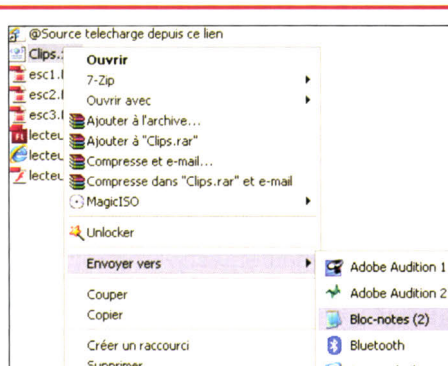 @Source telecharge depuis ce lien
Clips.
Ouvrir
esc1.
7-Zip
esc2.
Ouvrir avec
esc3.
Ajouter à l'archive...
Ajouter à "Clips.rar"
lecteu
Compresse et e-mail...
lecteu
Compresse dans "Clips.rar" et e-mail
lecteu
MagicISO
Unlocker
Envoyer vers
Adobe Audition 1
Couper
Adobe Audition 2
Copier
Bloc-notes (2)
Créer un raccourci
Bluetooth
Supprimer